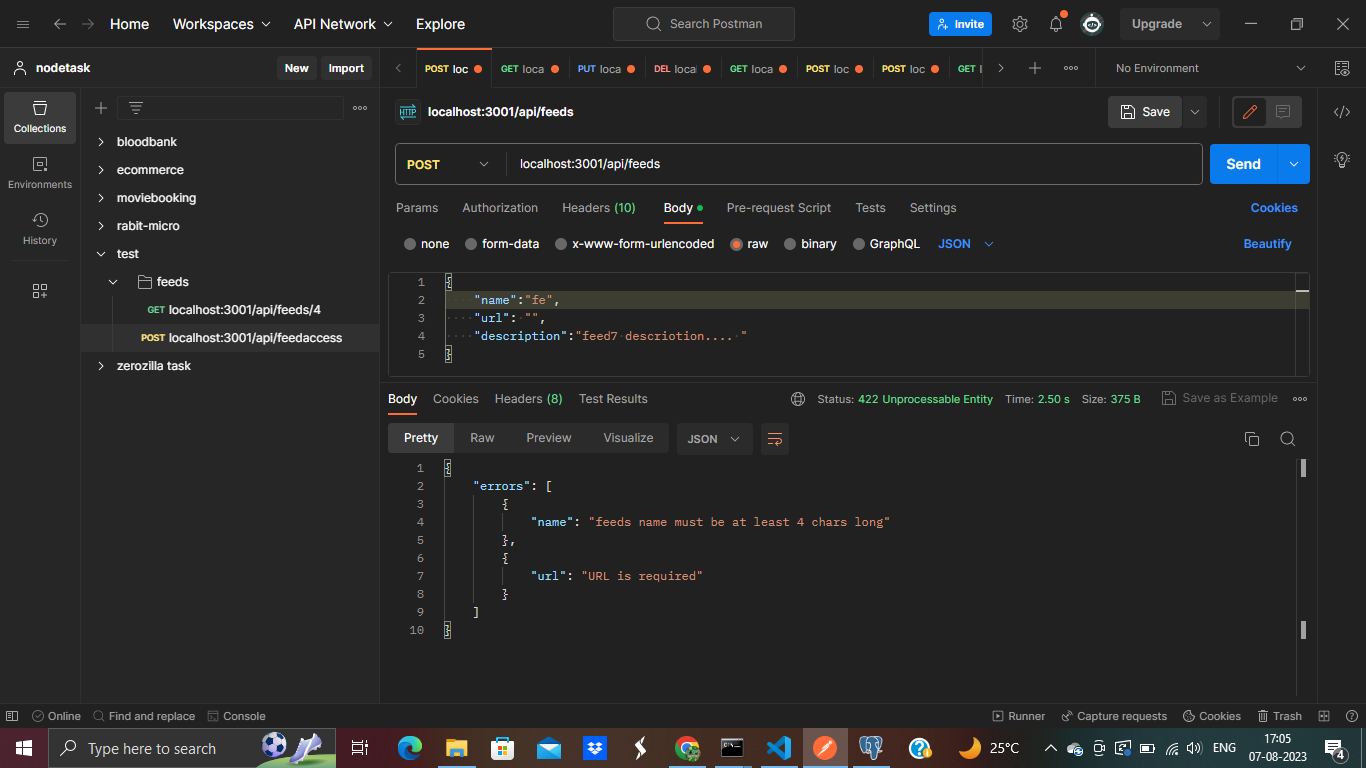 Home Workspaces API Network Explore Search Postman Invite Upgrade
nodetask New Import POST loc GET loca PUT loca DEL local GET loca POST loc POST loc GET No Environment
Collections
Environments
History
bloodbank
ecommerce
moviebooking
rabit-micro
test
feeds
GET localhost:3001/api/feeds/4
POST localhost:3001/api/feedaccess
zerozilla task
HTTP localhost:3001/api/feeds Save
POST localhost:3001/api/feeds Send
Params Authorization Headers (10) Body Pre-request Script Tests Settings Cookies
none form-data x-www-form-urlencoded raw binary GraphQL JSON Beautify
1 {
2 "name":"fe",
3 "url": "",
4 "description":"feed7 descriotion.... "
5 }
Body Cookies Headers (8) Test Results Status: 422 Unprocessable Entity Time: 2.50 s Size: 375 B Save as Example
Pretty Raw Preview Visualize JSON
1 {
2 "errors": [
3 {
4 "name": "feeds name must be at least 4 chars long"
5 },
6 {
7 "url": "URL is required"
8 }
9 ]
10 }
Online Find and replace Console Runner Capture requests Cookies Trash
Type here to search 25°C ENG 17:05
07-08-2023 4